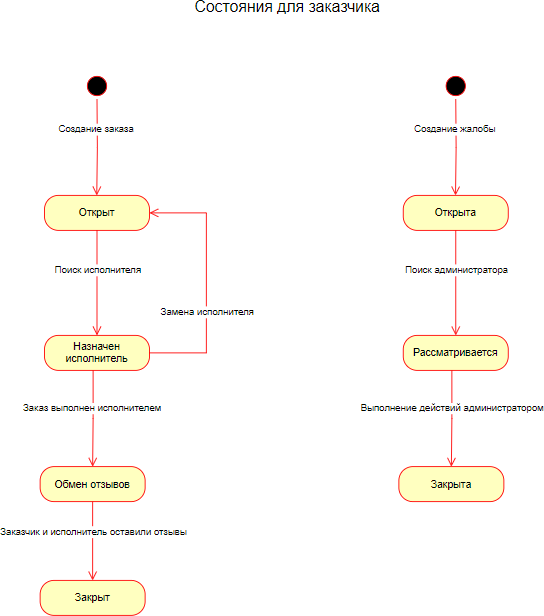 Состояния для заказчика
Создание заказа
Создание жалобы
Открыт
Открыта
Поиск исполнителя
Поиск администратора
Замена исполнителя
Назначен
исполнитель
Рассматривается
Заказ выполнен исполнителем
Выполнение действий администратором
Обмен отзывов
Закрыта
Заказчик и исполнитель оставили отзывы
Закрыт